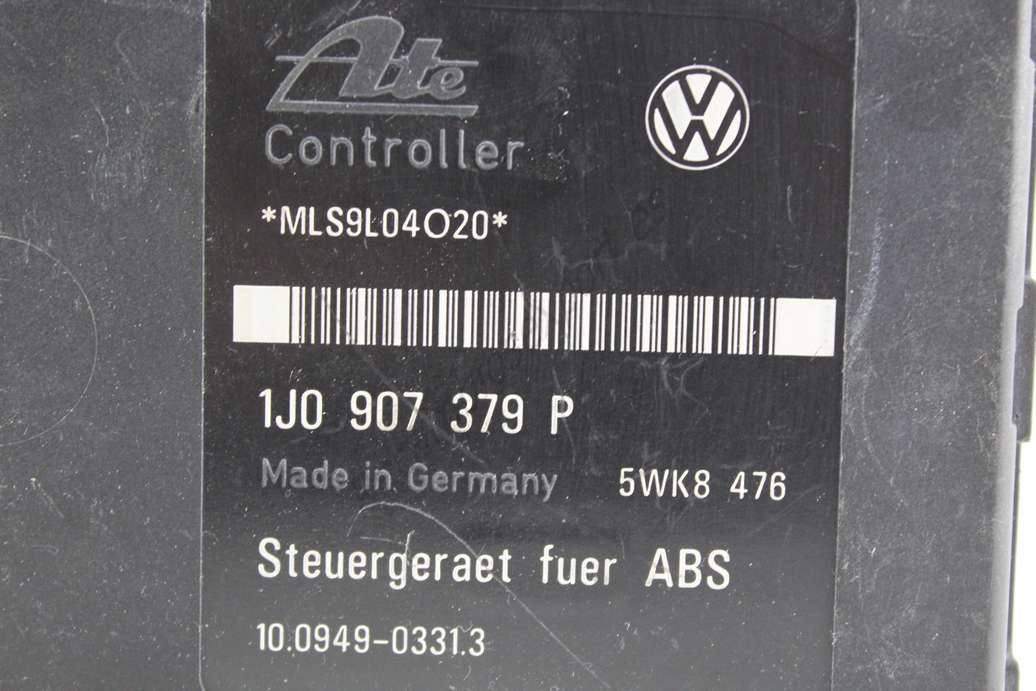 Ate
Controller
*MLS9L04O20*
1J0 907 379 P
Made in Germany 5WK8 476
Steuergeraet fuer ABS
10.0949-0331.3